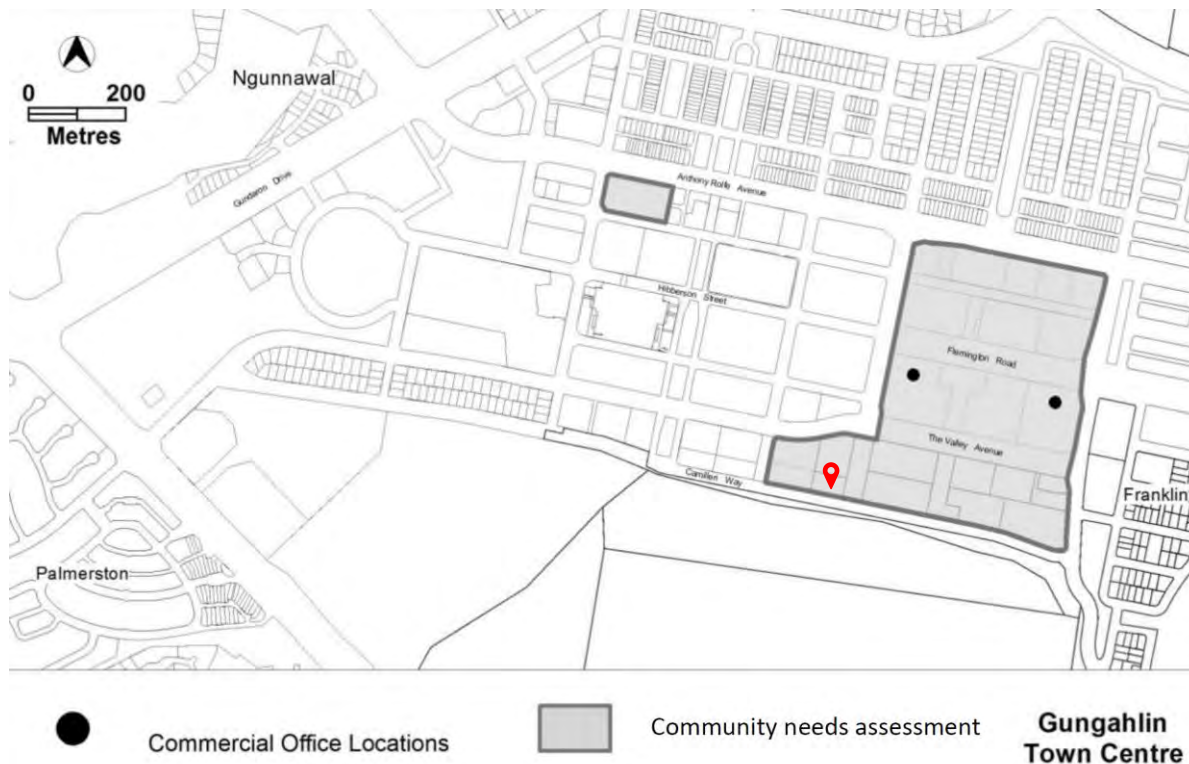 Ngunnawal
0 200
Metres
Gundaroo Drive
Anthony Rolfe Avenue
Hibberson Street
Flemington Road
The Valley Avenue
Camilleri Way
Franklin
Palmerston
Commercial Office Locations
Community needs assessment
Gungahlin
Town Centre